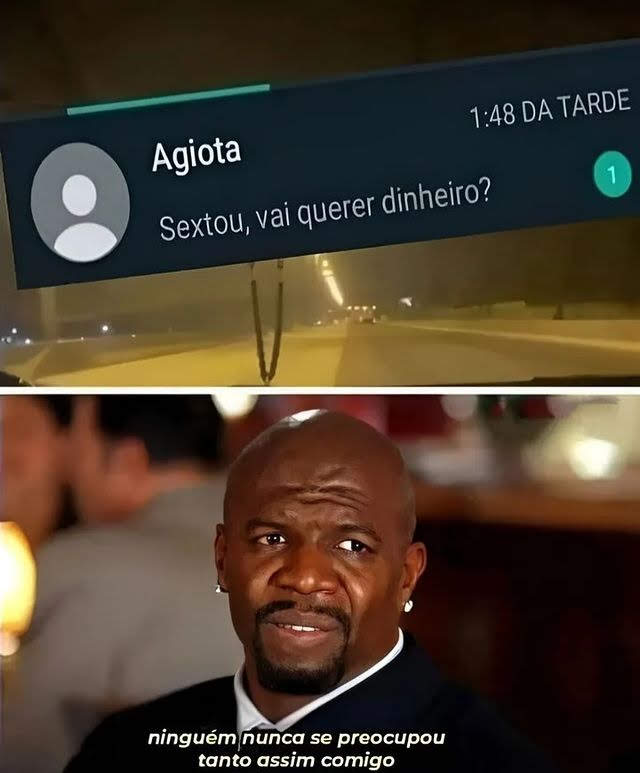 1:48 DA TARDE
Agiota
1
Sextou, vai querer dinheiro?
ninguém nunca se preocupou
tanto assim comigo